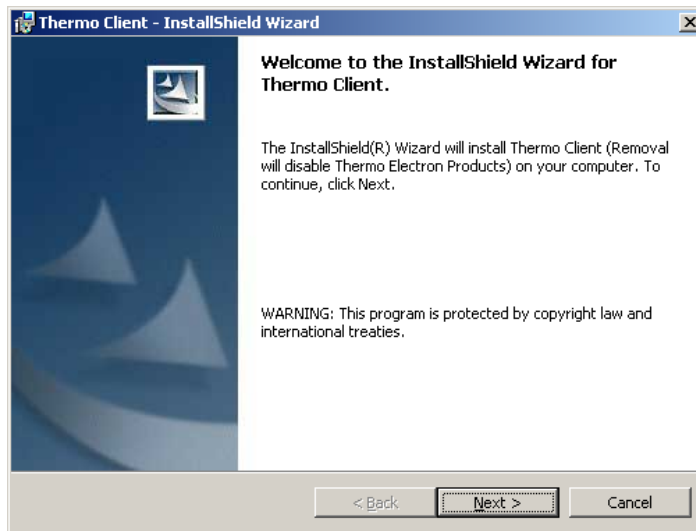 Thermo Client - InstallShield Wizard
Welcome to the InstallShield Wizard for
Thermo Client.
The InstallShield(R) Wizard will install Thermo Client (Removal
will disable Thermo Electron Products) on your computer. To
continue, click Next.
WARNING: This program is protected by copyright law and
international treaties.
< Back
Next >
Cancel